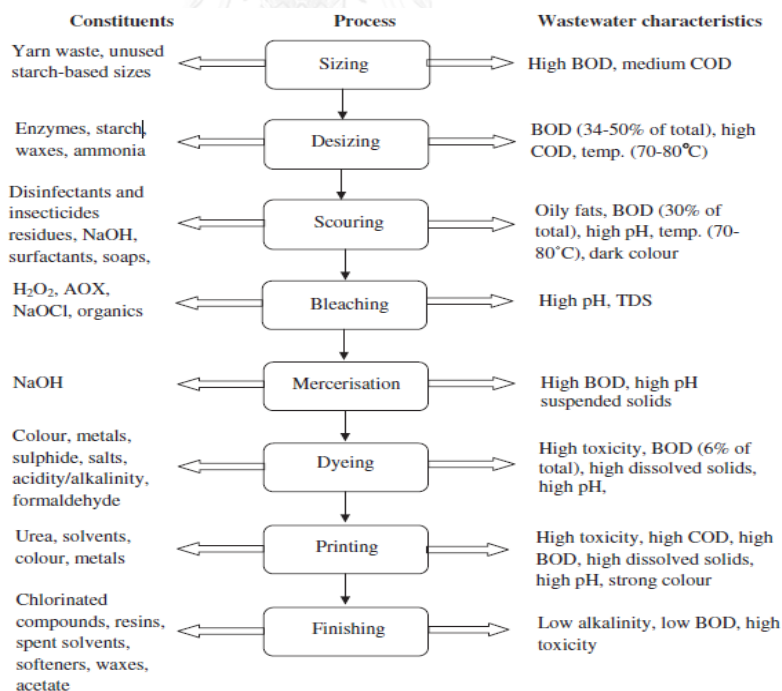 Constituents Process Wastewater characteristics
Yarn waste, unused
starch-based sizes
Sizing
High BOD, medium COD
Enzymes, starch,
waxes, ammonia
Desizing
BOD (34-50% of total), high
COD, temp. (70-80°C)
Disinfectants and
insecticides
residues, NaOH,
surfactants, soaps,
Scouring
Oily fats, BOD (30% of
total), high pH, temp. (70-
80˚C), dark colour
H₂O₂, AOX,
NaOCl, organics
Bleaching
High pH, TDS
NaOH
Mercerisation
High BOD, high pH
suspended solids
Colour, metals,
sulphide, salts,
acidity/alkalinity,
formaldehyde
Dyeing
High toxicity, BOD (6% of
total), high dissolved solids,
high pH,
Urea, solvents,
colour, metals
Printing
High toxicity, high COD, high
BOD, high dissolved solids,
high pH, strong colour
Chlorinated
compounds, resins,
spent solvents,
softeners, waxes,
acetate
Finishing
Low alkalinity, low BOD, high
toxicity